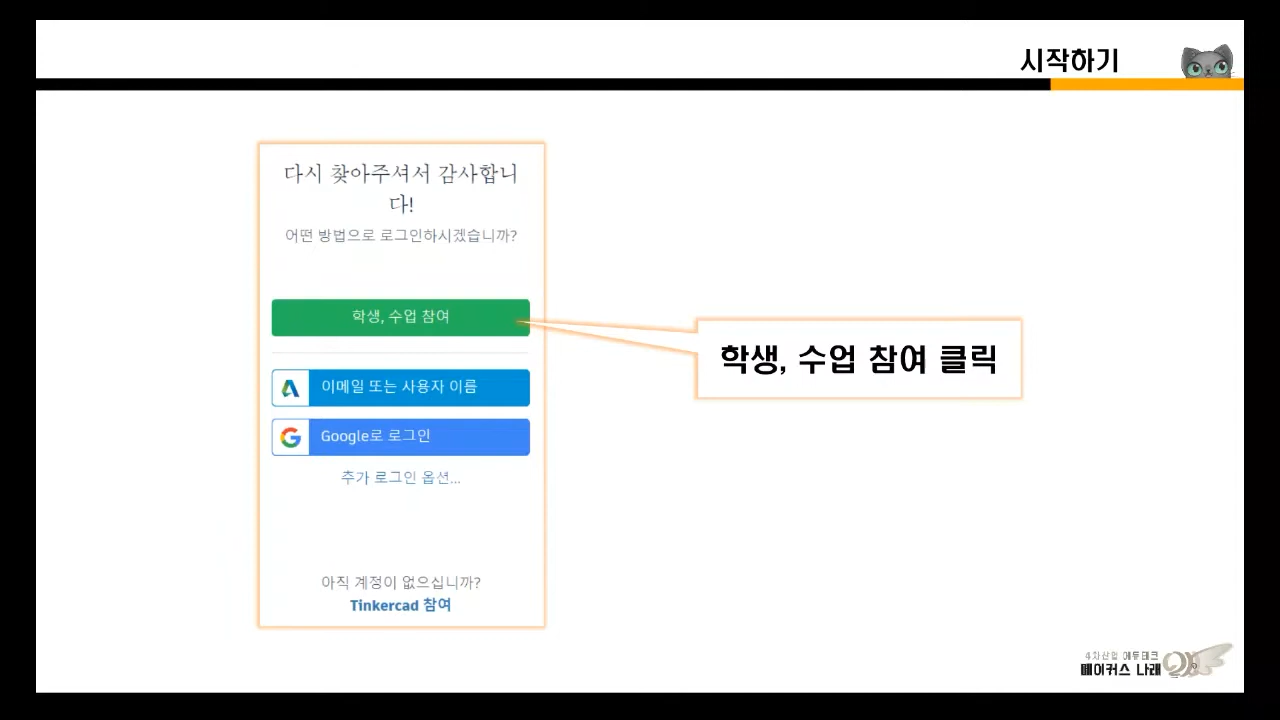 시작하기
다시 찾아주셔서 감사합니
다!
어떤 방법으로 로그인하시겠습니까?
학생, 수업 참여
학생, 수업 참여 클릭
이메일 또는 사용자 이름
Google로 로그인
추가 로그인 옵션...
아직 계정이 없으십니까?
Tinkercad 참여
4차산업 에듀테크
메이커스 나래